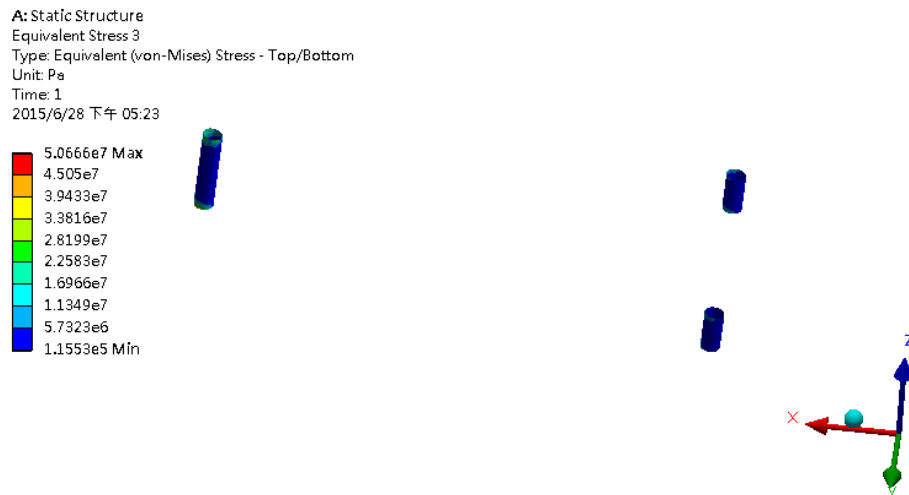 A: Static Structure
Equivalent Stress 3
Type: Equivalent (von-Mises) Stress - Top/Bottom
Unit: Pa
Time: 1
2015/6/28 下午 05:23
5.0666e7 Max
4.505e7
3.9433e7
3.3816e7
2.8199e7
2.2583e7
1.6966e7
1.1349e7
5.7323e6
1.1553e5 Min
Z
X
Y